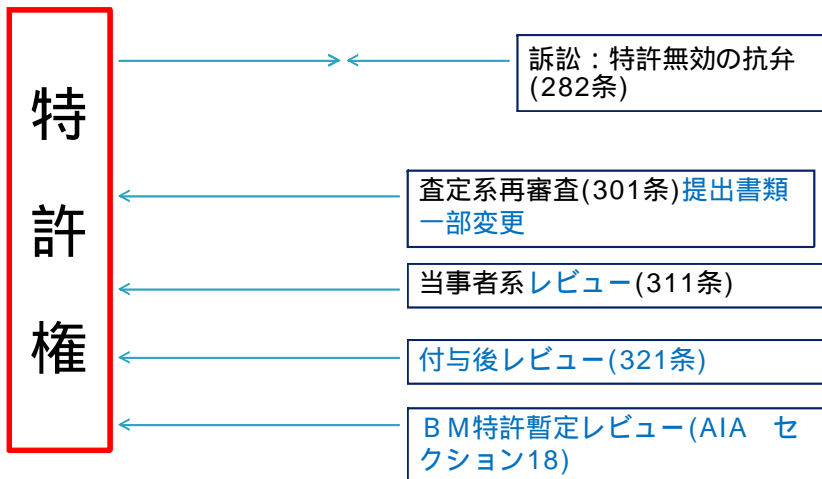 特
許
権
訴訟：特許無効の抗弁
(282条)
査定系再審査(301条)提出書類
一部変更
当事者系レビュー(311条)
付与後レビュー(321条)
ＢＭ特許暫定レビュー(AIA　セ
クション18)